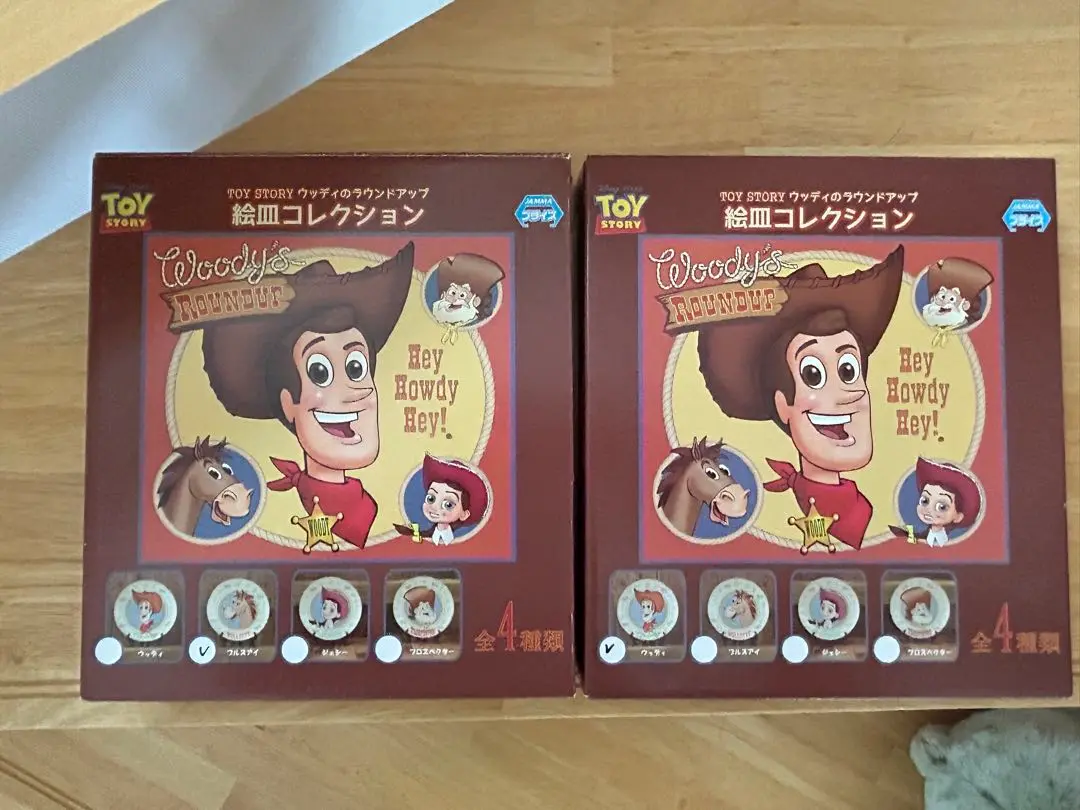 TOY STORY ウッディのラウンドアップ
絵皿コレクション
TOY
STORY
JAMMA
プライズ
Woody's
ROUNDUP
Hey
Howdy
Hey!
WOODY
ウッディ
ブルズアイ
ジェシー
プロスペクター
全4種類
Disney・PIXAR
TOY STORY ウッディのラウンドアップ
絵皿コレクション
TOY
STORY
JAMMA
プライズ
Woody's
ROUNDUP
Hey
Howdy
Hey!
WOODY
ウッディ
ブルズアイ
ジェシー
プロスペクター
全4種類